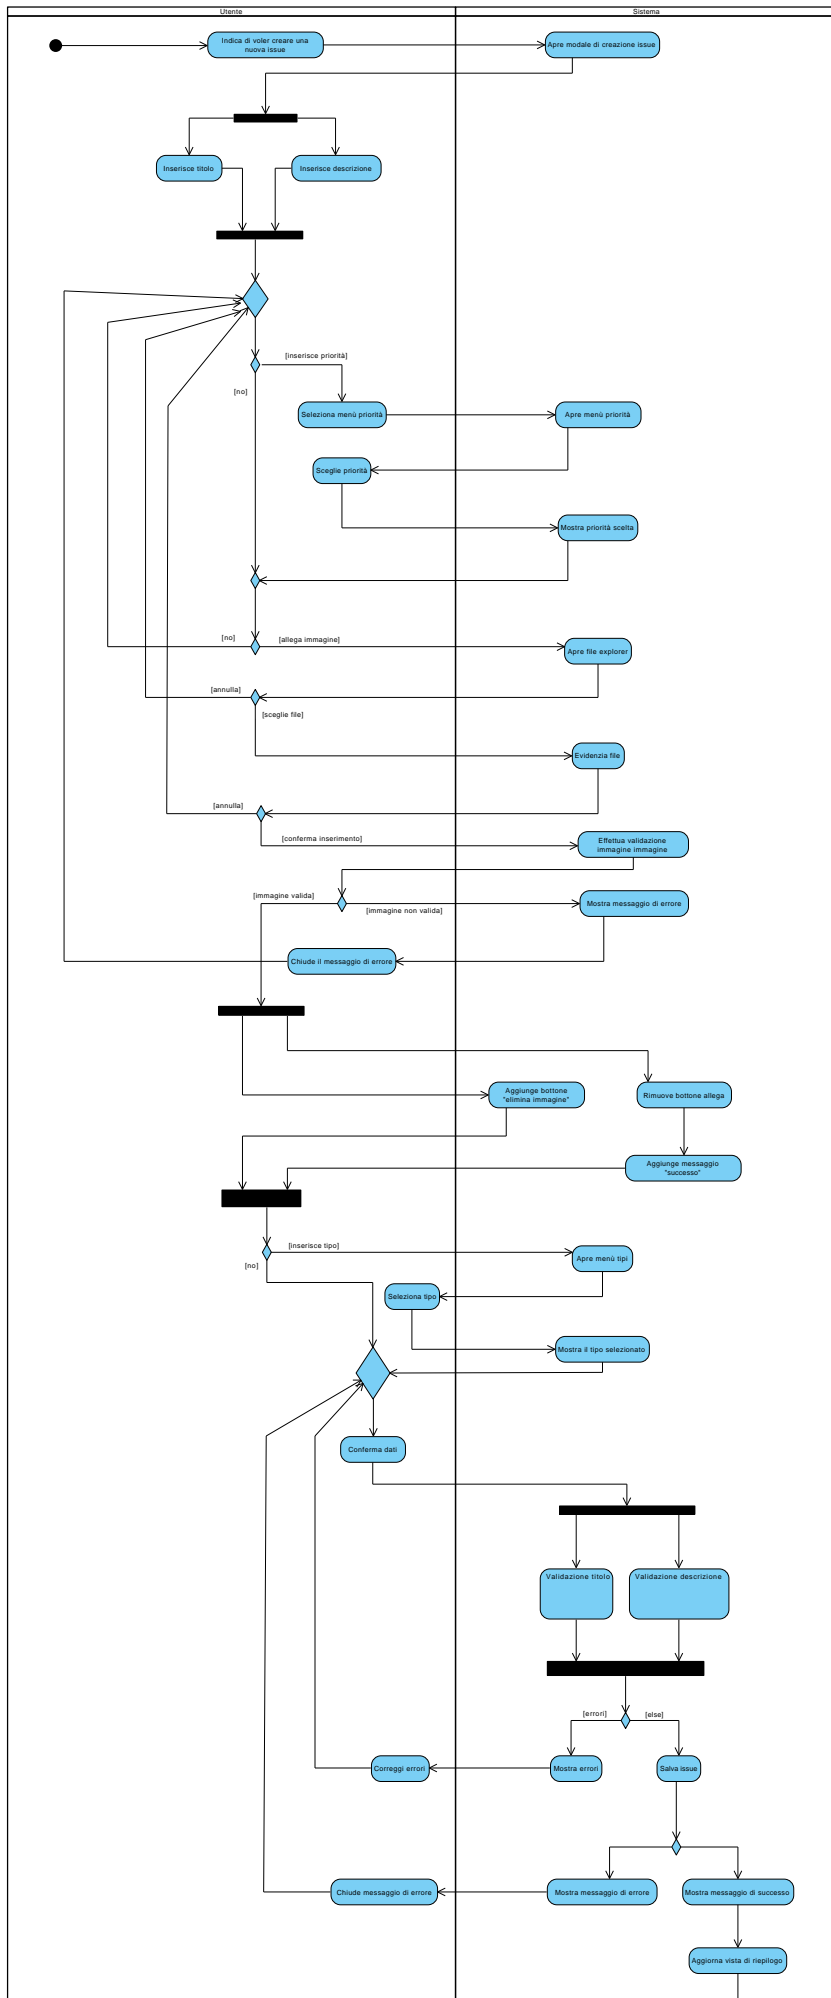 Utente
Sistema
Indica di voler creare una
nuova issue
Apre modale di creazione issue
Inserisce titolo
Inserisce descrizione
[inserisce priorità]
[no]
Seleziona menù priorità
Apre menù priorità
Sceglie priorità
Mostra priorità scelta
[no]
[allega immagine]
Apre file explorer
[annulla]
[sceglie file]
Evidenzia file
[annulla]
[conferma inserimento]
Effettua validazione
immagine immagine
[immagine valida]
[immagine non valida]
Mostra messaggio di errore
Chiude il messaggio di errore
Aggiunge bottone
"elimina immagine"
Rimuove bottone allega
Aggiunge messaggio
"successo"
[inserisce tipo]
[no]
Apre menù tipi
Seleziona tipo
Mostra il tipo selezionato
Conferma dati
Validazione titolo
Validazione descrizione
[errori]
[else]
Correggi errori
Mostra errori
Salva issue
Chiude messaggio di errore
Mostra messaggio di errore
Mostra messaggio di successo
Aggiorna vista di riepilogo